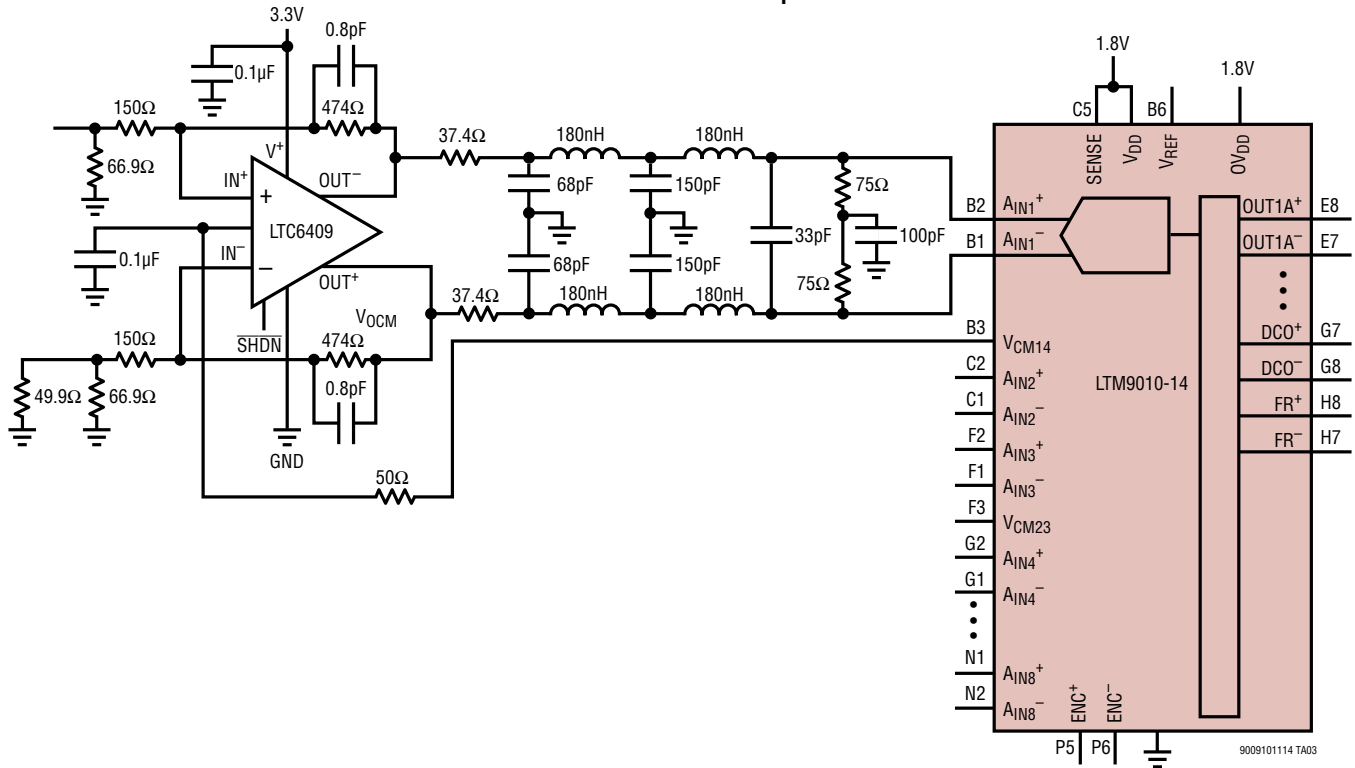 3.3V
0.8pF
0.1µF
150Ω
474Ω
66.9Ω
V+
IN+
+
OUT−
LTC6409
IN−
−
OUT+
0.1µF
SHDN
VOCM
150Ω
474Ω
0.8pF
49.9Ω
66.9Ω
GND
50Ω
37.4Ω
180nH
180nH
68pF
150pF
75Ω
33pF
100pF
68pF
150pF
75Ω
37.4Ω
180nH
180nH
1.8V
1.8V
C5
B6
SENSE
VDD
VREF
OVDD
B2
AIN1+
B1
AIN1−
B3
VCM14
C2
AIN2+
C1
AIN2−
F2
AIN3+
F1
AIN3−
F3
VCM23
G2
AIN4+
G1
AIN4−
N1
AIN8+
N2
AIN8−
LTM9010-14
OUT1A+
E8
OUT1A−
E7
DCO+
G7
DCO−
G8
FR+
H8
FR−
H7
ENC+
ENC−
P5
P6
9009101114 TA03